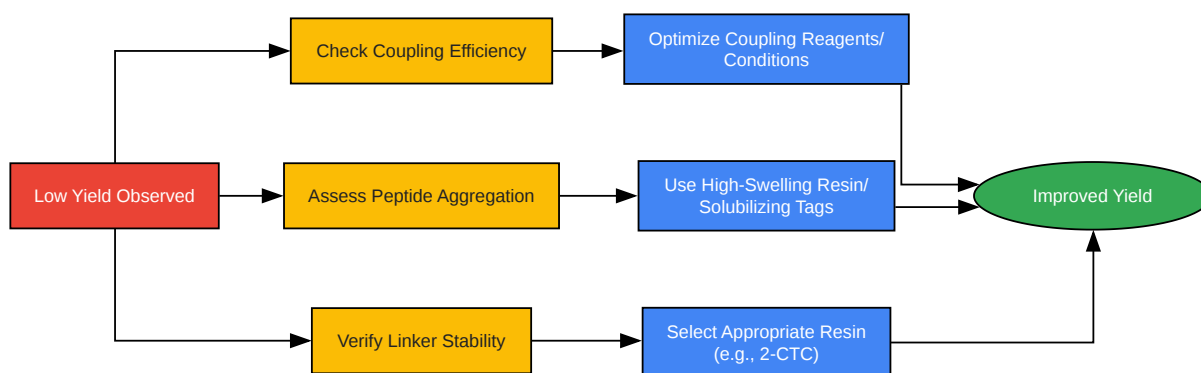 Low Yield Observed
Check Coupling Efficiency
Optimize Coupling Reagents/
Conditions
Assess Peptide Aggregation
Use High-Swelling Resin/
Solubilizing Tags
Verify Linker Stability
Select Appropriate Resin
(e.g., 2-CTC)
Improved Yield